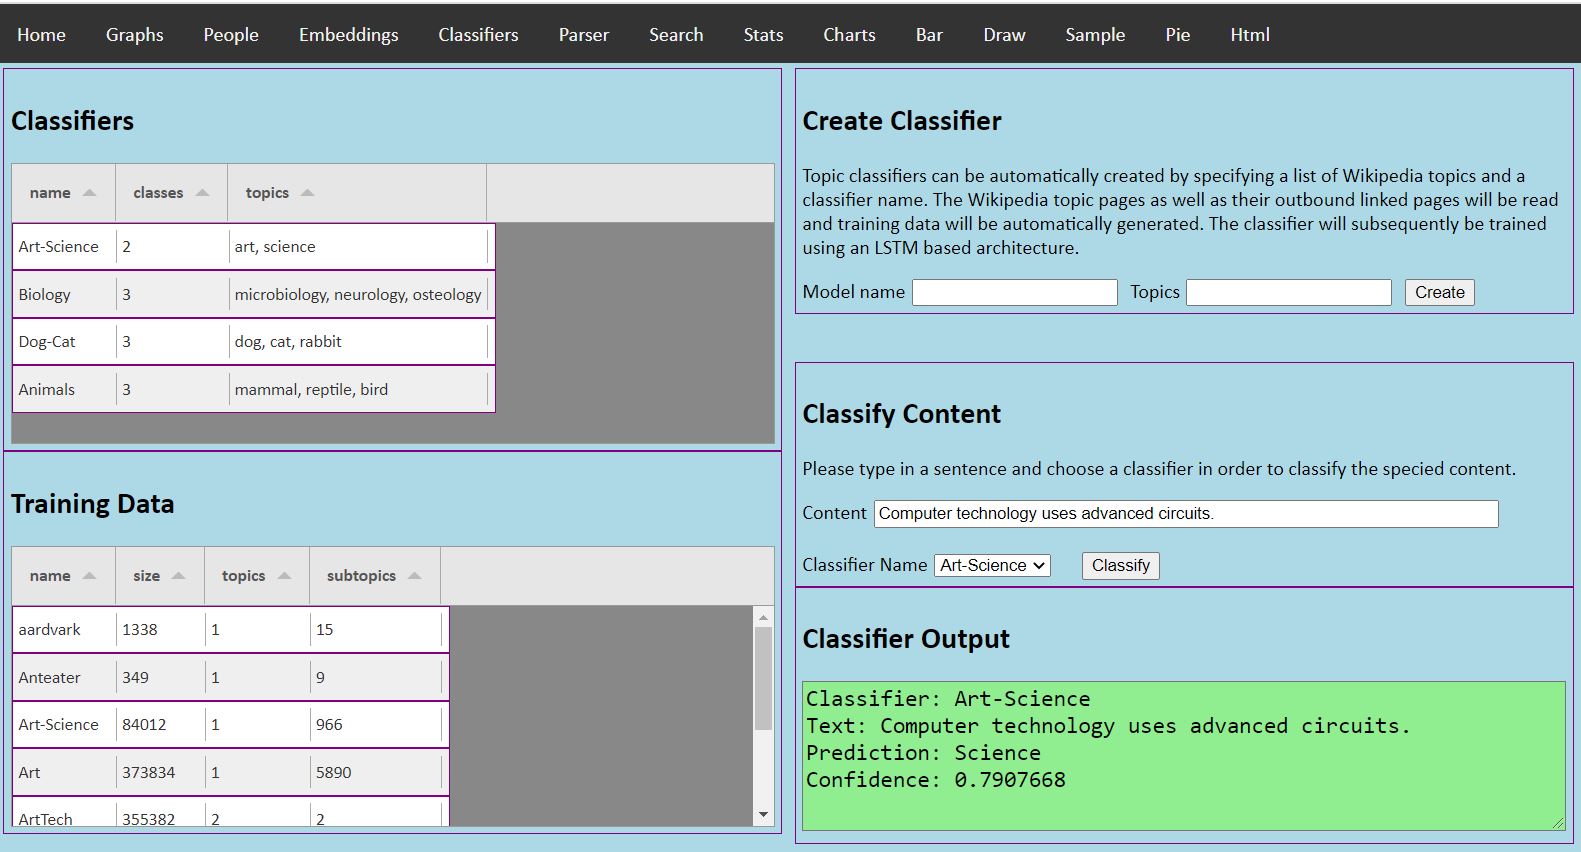 Home Graphs People Embeddings Classifiers Parser Search Stats Charts Bar Draw Sample Pie Html
Classifiers
name classes topics
Art-Science 2 art, science
Biology 3 microbiology, neurology, osteology
Dog-Cat 3 dog, cat, rabbit
Animals 3 mammal, reptile, bird
Training Data
name size topics subtopics
aardvark 1338 1 15
Anteater 349 1 9
Art-Science 84012 1 966
Art 373834 1 5890
ArtTech 355382 2 2
Create Classifier
Topic classifiers can be automatically created by specifying a list of Wikipedia topics and a
classifier name. The Wikipedia topic pages as well as their outbound linked pages will be read
and training data will be automatically generated. The classifier will subsequently be trained
using an LSTM based architecture.
Model name Topics Create
Classify Content
Please type in a sentence and choose a classifier in order to classify the specied content.
Content Computer technology uses advanced circuits.
Classifier Name Art-Science Classify
Classifier Output
Classifier: Art-Science
Text: Computer technology uses advanced circuits.
Prediction: Science
Confidence: 0.7907668